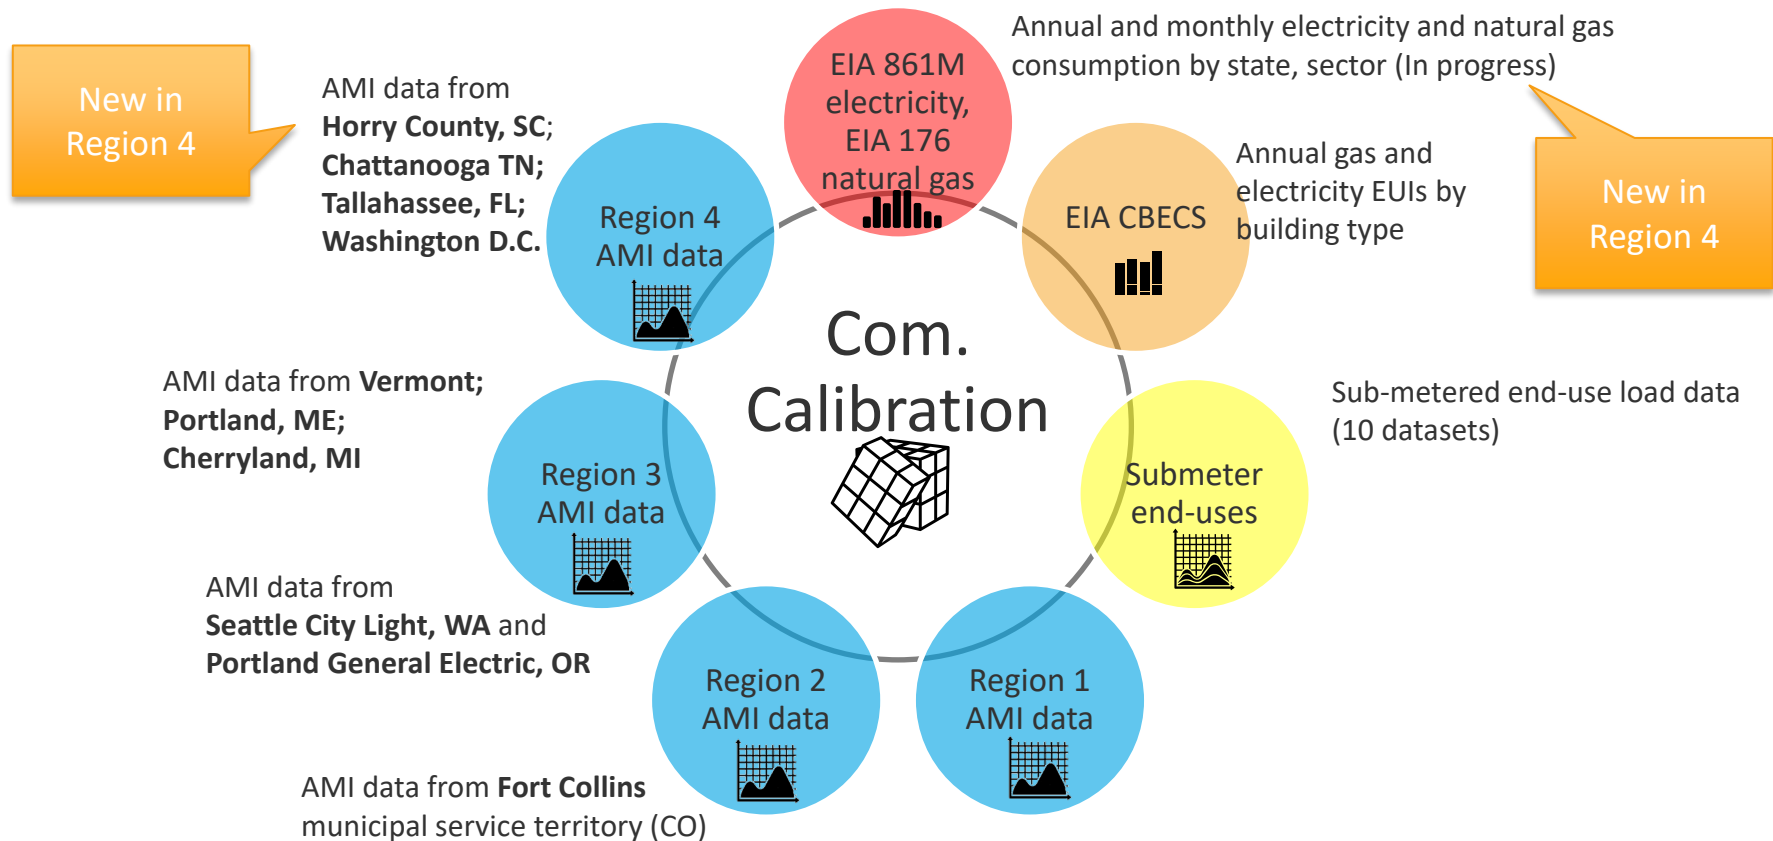 New in
Region 4
AMI data from
Horry County, SC;
Chattanooga TN;
Tallahassee, FL;
Washington D.C.
Region 4
AMI data
EIA 861M
electricity,
EIA 176
natural gas
Annual and monthly electricity and natural gas
consumption by state, sector (In progress)
New in
Region 4
EIA CBECS
Annual gas and
electricity EUIs by
building type
Com.
Calibration
AMI data from Vermont;
Portland, ME;
Cherryland, MI
Region 3
AMI data
Submeter
end-uses
Sub-metered end-use load data
(10 datasets)
AMI data from
Seattle City Light, WA and
Portland General Electric, OR
Region 2
AMI data
Region 1
AMI data
AMI data from Fort Collins
municipal service territory (CO)